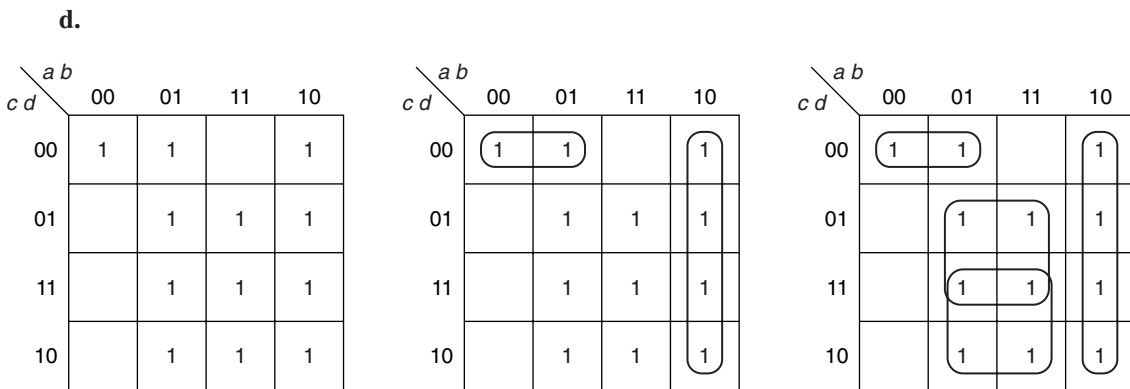 d.
a b a b a b
c d 00 01 11 10 c d 00 01 11 10 c d 00 01 11 10
00 1 1 1 00 1 1 1 00 1 1 1
01 1 1 1 01 1 1 1 01 1 1 1
11 1 1 1 11 1 1 1 11 1 1 1
10 1 1 1 10 1 1 1 10 1 1 1